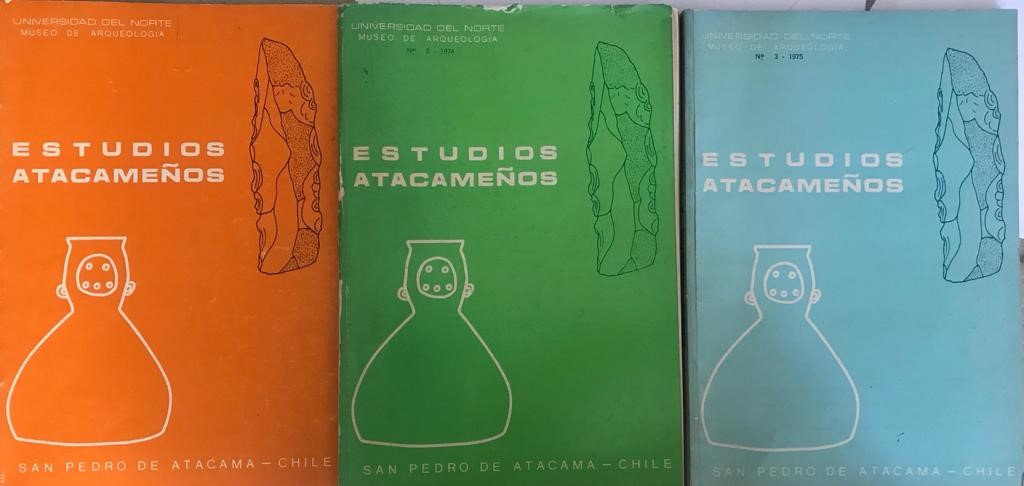 UNIVERSIDAD DEL NORTE
MUSEO DE ARQUEOLOGIA
ESTUDIOS
ATACAMEÑOS
SAN PEDRO DE ATACAMA – CHILE
UNIVERSIDAD DEL NORTE
MUSEO DE ARQUEOLOGIA
Nº 2 - 1974
ESTUDIOS
ATACAMEÑOS
SAN PEDRO DE ATACAMA – CHILE
UNIVERSIDAD DEL NORTE
MUSEO DE ARQUEOLOGIA
Nº 3 - 1975
ESTUDIOS
ATACAMEÑOS
SAN PEDRO DE ATACAMA – CHILE